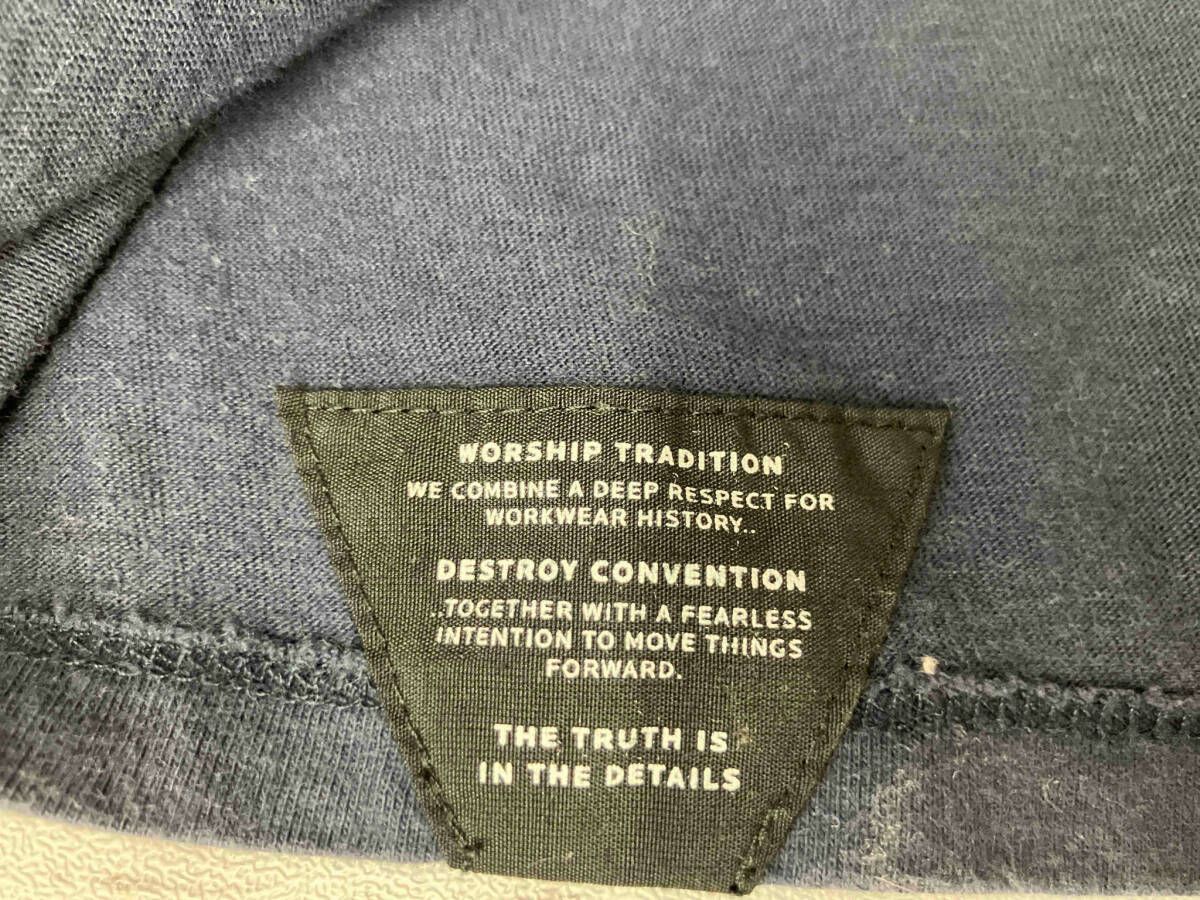 WORSHIP TRADITION
WE COMBINE A DEEP RESPECT FOR
WORKWEAR HISTORY..
DESTROY CONVENTION
..TOGETHER WITH A FEARLESS
INTENTION TO MOVE THINGS
FORWARD.
THE TRUTH IS
IN THE DETAILS